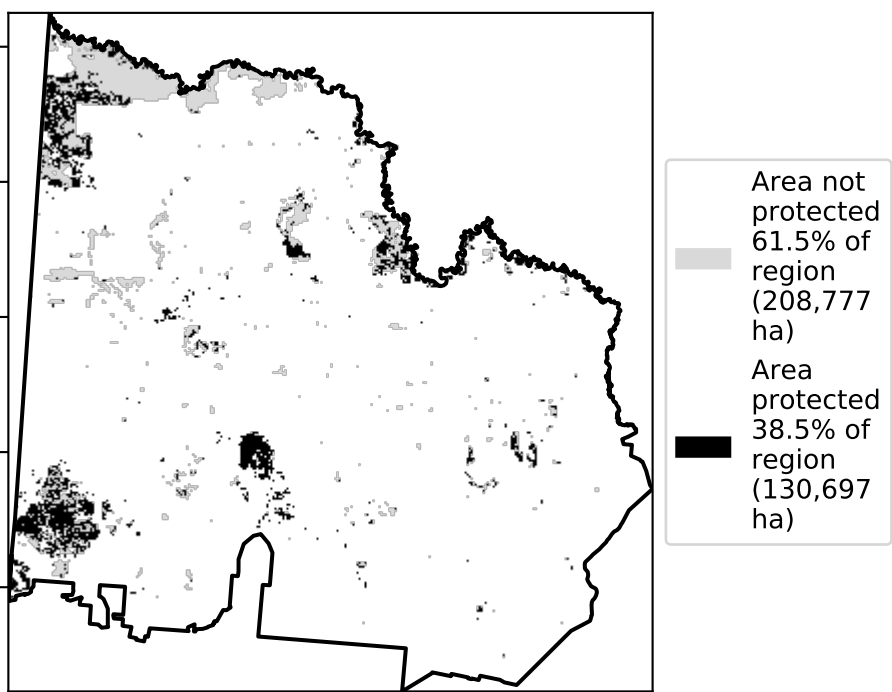 Area not
protected
61.5% of
region
(208,777
ha)
Area
protected
38.5% of
region
(130,697
ha)